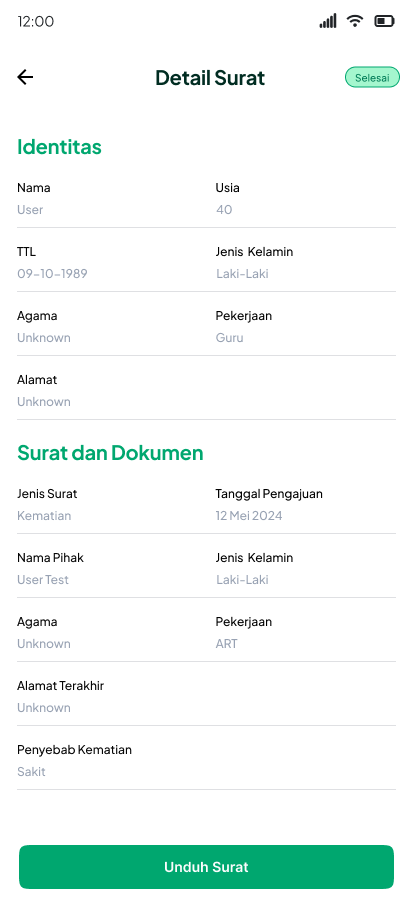 12:00
Detail Surat
Selesai
Identitas
Nama
Usia
User
40
TTL
Jenis Kelamin
09-10-1989
Laki-Laki
Agama
Pekerjaan
Unknown
Guru
Alamat
Unknown
Surat dan Dokumen
Jenis Surat
Tanggal Pengajuan
Kematian
12 Mei 2024
Nama Pihak
Jenis Kelamin
User Test
Laki-Laki
Agama
Pekerjaan
Unknown
ART
Alamat Terakhir
Unknown
Penyebab Kematian
Sakit
Unduh Surat